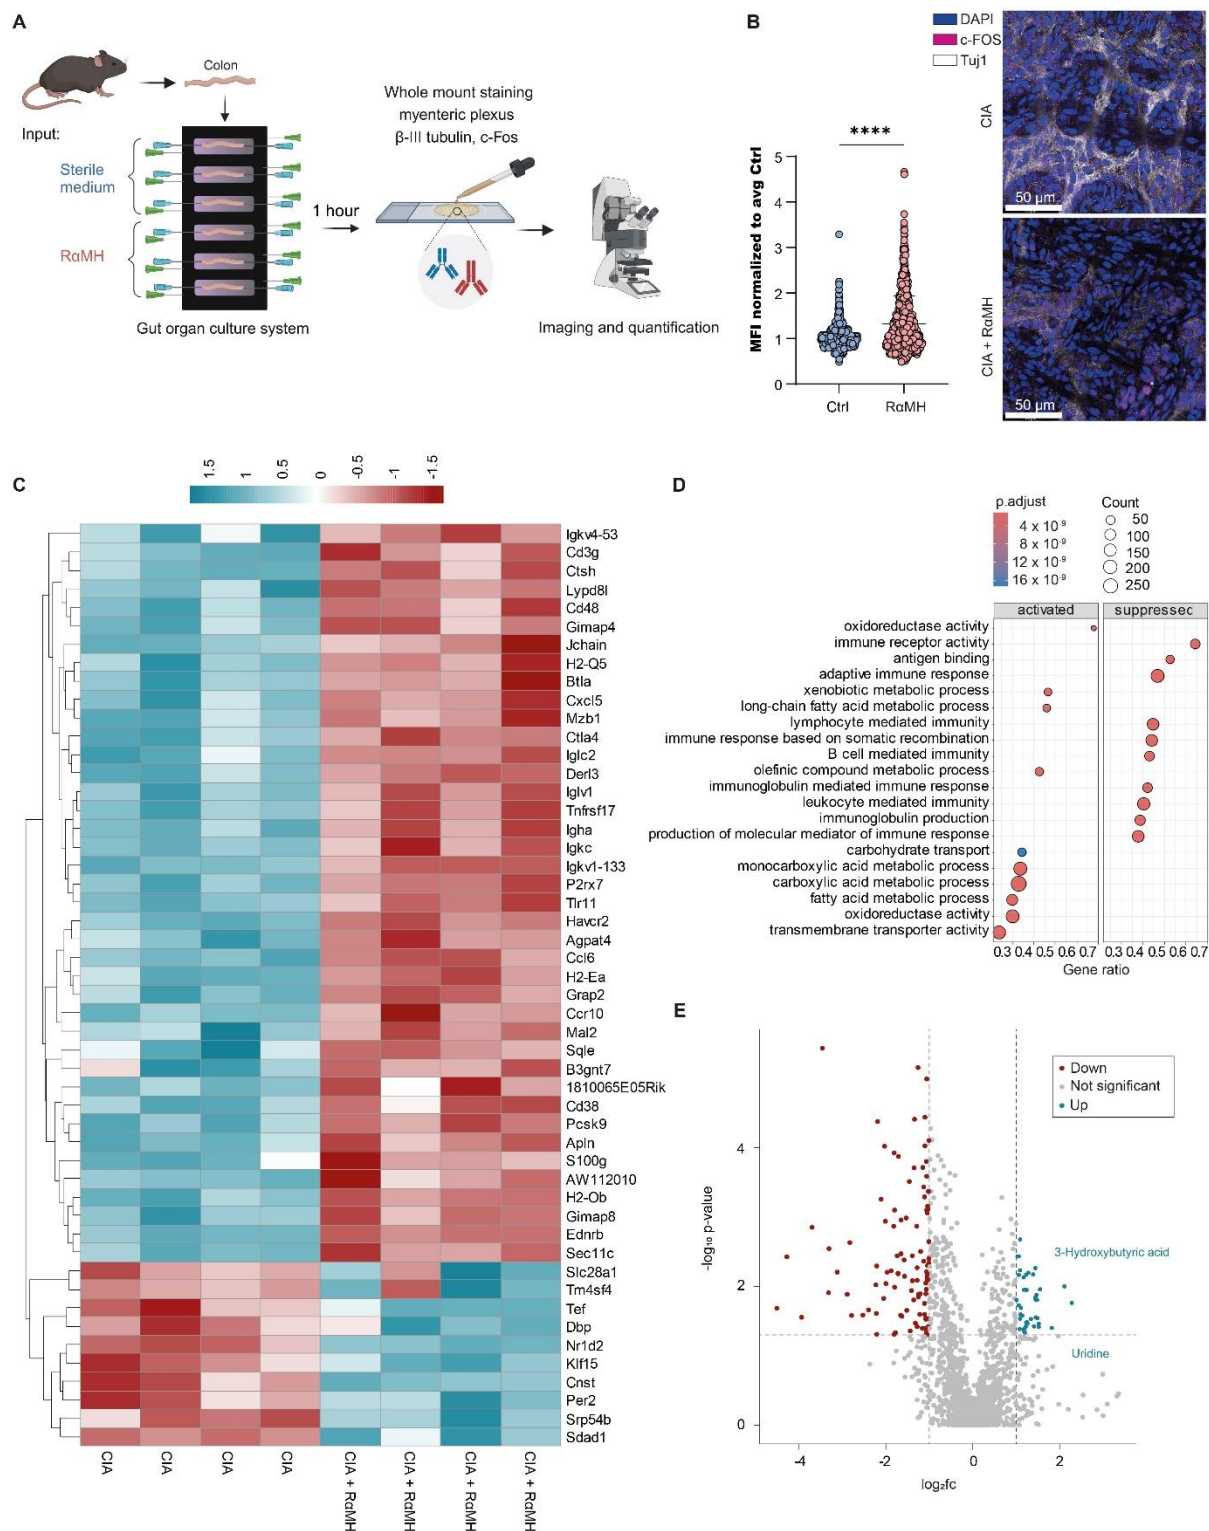 A
Colon
Input:
Sterile
medium
RαMH
1 hour
Gut organ culture system
Whole mount staining
myenteric plexus
β-III tubulin, c-Fos
Imaging and quantification
B
DAPI
c-FOS
Tuj1
MFI normalized to avg Ctrl
****
5
4
3
2
1
0
Ctrl
RαMH
CIA
50 µm
CIA + RαMH
50 µm
C
1.5
1
0.5
0
-0.5
-1
-1.5
Igkv4-53
Cd3g
Ctsh
Lypd8l
Cd48
Gimap4
Jchain
H2-Q5
Btla
Cxcl5
Mzb1
Ctla4
Iglc2
Derl3
Iglv1
Tnfrsf17
Igha
Igkc
Igkv1-133
P2rx7
Tlr11
Havcr2
Agpat4
Ccl6
H2-Ea
Grap2
Ccr10
Mal2
Sqle
B3gnt7
1810065E05Rik
Cd38
Pcsk9
Apln
S100g
AW112010
H2-Ob
Gimap8
Ednrb
Sec11c
Slc28a1
Tm4sf4
Tef
Dbp
Nr1d2
Klf15
Cnst
Per2
Srp54b
Sdad1
CIA
CIA
CIA
CIA
CIA + RαMH
CIA + RαMH
CIA + RαMH
CIA + RαMH
D
p.adjust
4 x 10-9
8 x 10-9
12 x 10-9
16 x 10-9
Count
50
100
150
200
250
activated
suppressec
oxidoreductase activity
immune receptor activity
antigen binding
adaptive immune response
xenobiotic metabolic process
long-chain fatty acid metabolic process
lymphocyte mediated immunity
immune response based on somatic recombination
B cell mediated immunity
olefinic compound metabolic process
immunoglobulin mediated immune response
leukocyte mediated immunity
immunoglobulin production
production of molecular mediator of immune response
carbohydrate transport
monocarboxylic acid metabolic process
carboxylic acid metabolic process
fatty acid metabolic process
oxidoreductase activity
transmembrane transporter activity
0.3 0.4 0.5 0.6 0.7
0.3 0.4 0.5 0.6 0.7
Gene ratio
E
Down
Not significant
Up
-log₁₀ p-value
4
2
0
3-Hydroxybutyric acid
Uridine
-4
-2
0
2
log₂fc